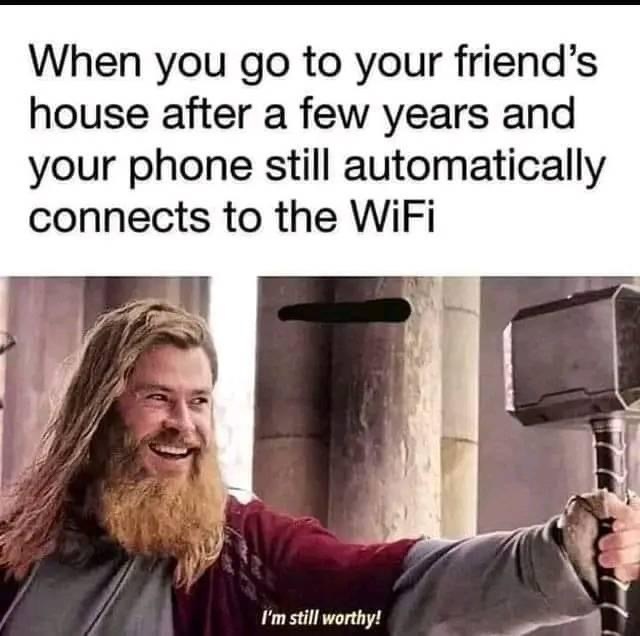 When you go to your friend's
house after a few years and
your phone still automatically
connects to the WiFi
I'm still worthy!